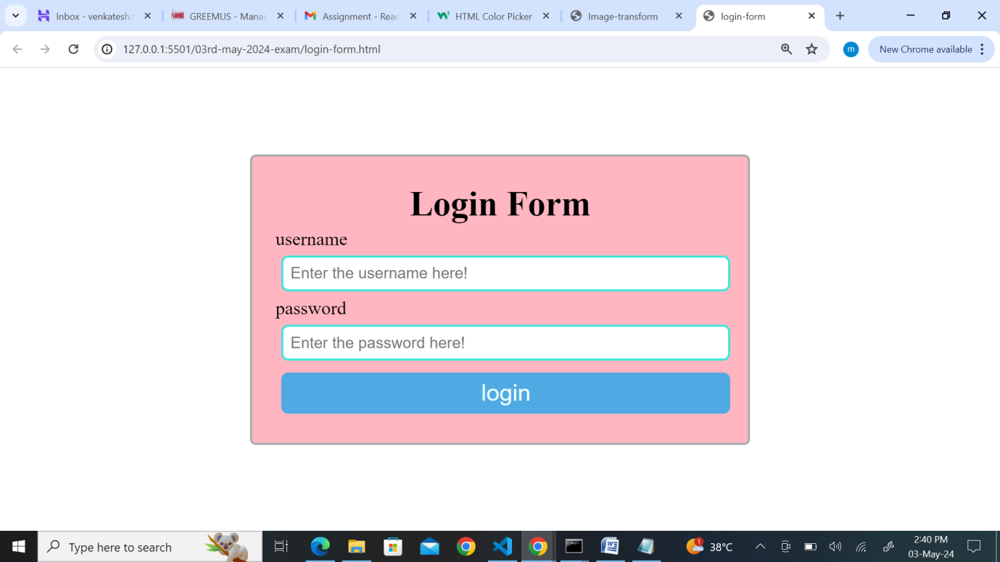 Inbox - venkatesh.
GREEMUS - Manag
Assignment - Reac
HTML Color Picker
Image-transform
login-form
127.0.0.1:5501/03rd-may-2024-exam/login-form.html
m
New Chrome available
Login Form
username
Enter the username here!
password
Enter the password here!
login
Type here to search
1
38°C
2:40 PM
03-May-24